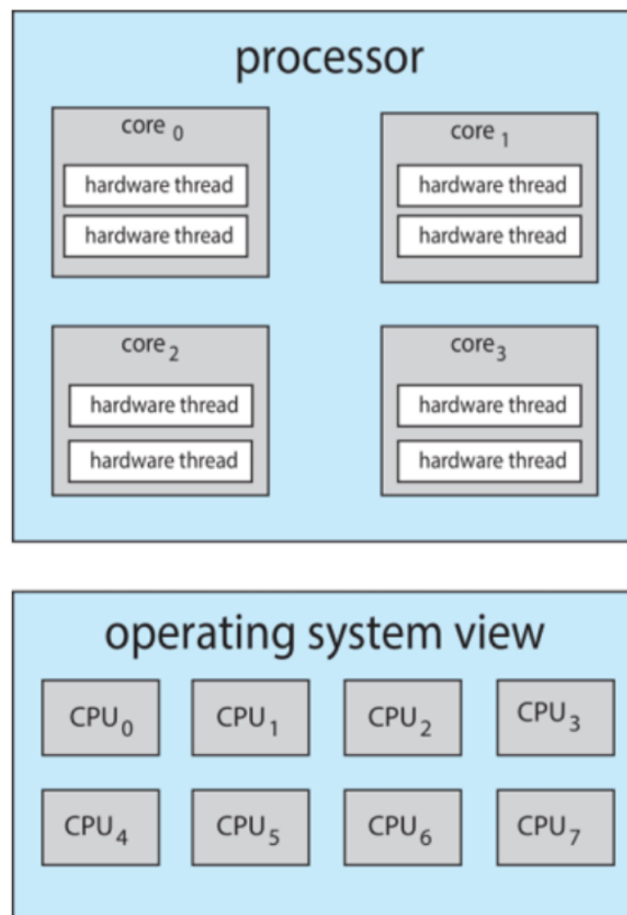 processor
core 0
core 1
hardware thread
hardware thread
hardware thread
hardware thread
core 2
core 3
hardware thread
hardware thread
hardware thread
hardware thread
operating system view
CPU0
CPU1
CPU2
CPU3
CPU4
CPU5
CPU6
CPU7